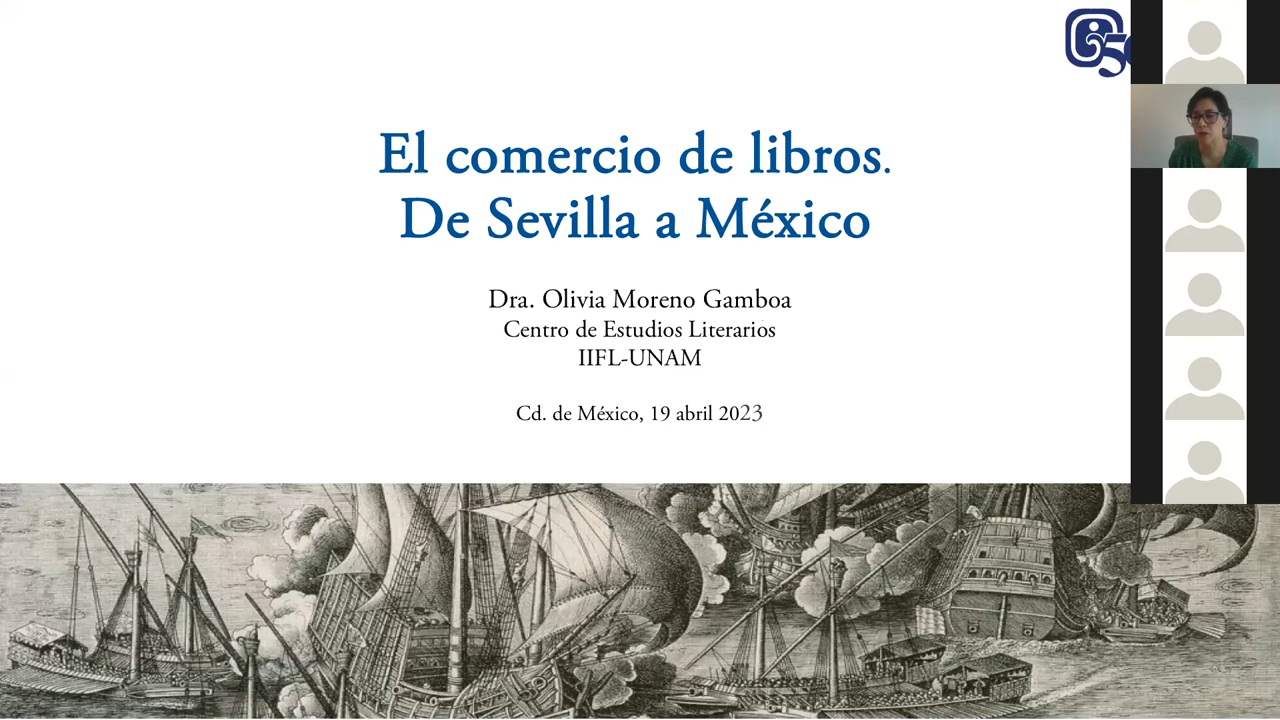 El comercio de libros.
De Sevilla a México
Dra. Olivia Moreno Gamboa
Centro de Estudios Literarios
IIFL-UNAM
Cd. de México, 19 abril 2023